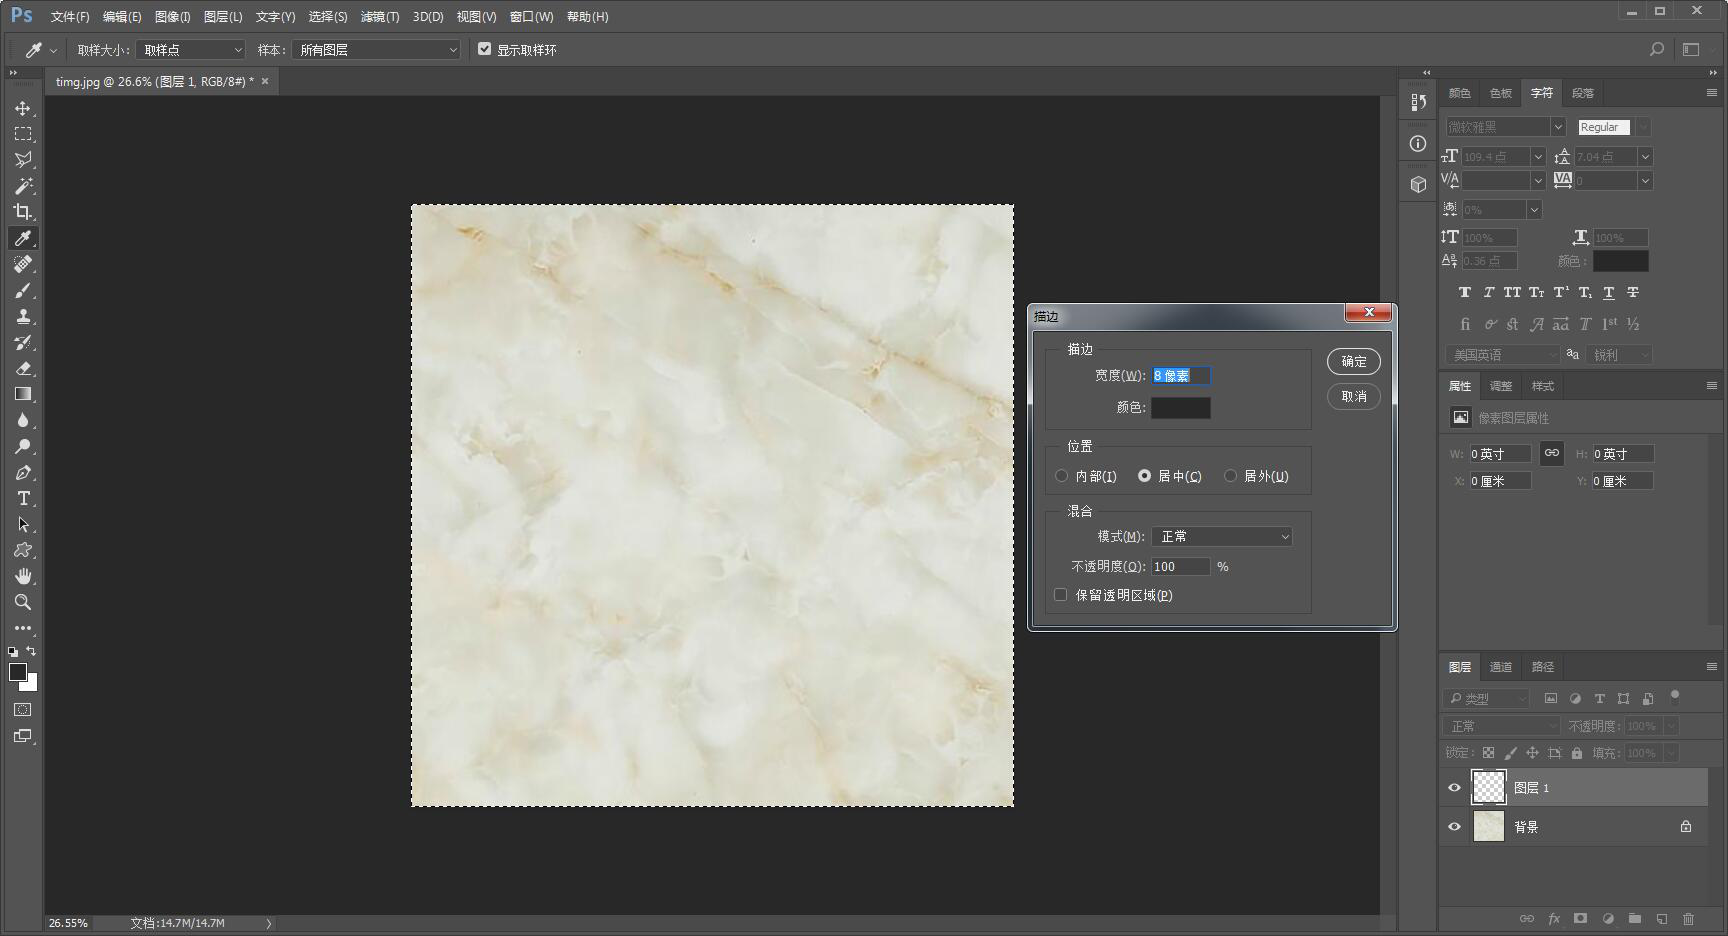 Ps 文件(F) 编辑(E) 图像(I) 图层(L) 文字(Y) 选择(S) 滤镜(T) 3D(D) 视图(V) 窗口(W) 帮助(H)
取样大小: 取样点 样本: 所有图层 显示取样环
timg.jpg @ 26.6% (图层 1, RGB/8#) * ×
颜色 色板 字符 段落
微软雅黑 Regular
109.4 点 7.04 点
0
0%
100% 100%
0.36 点 颜色:
美国英语 aa 锐利
属性 调整 样式
像素图层属性
W: 0 英寸 H: 0 英寸
X: 0 厘米 Y: 0 厘米
描边
描边
宽度(W): 8 像素
颜色:
确定
取消
位置
内部(I) 居中(C) 居外(U)
混合
模式(M): 正常
不透明度(O): 100 %
保留透明区域(P)
图层 通道 路径
类型
正常 不透明度: 100%
锁定: 填充: 100%
图层 1
背景
26.55% 文档:14.7M/14.7M